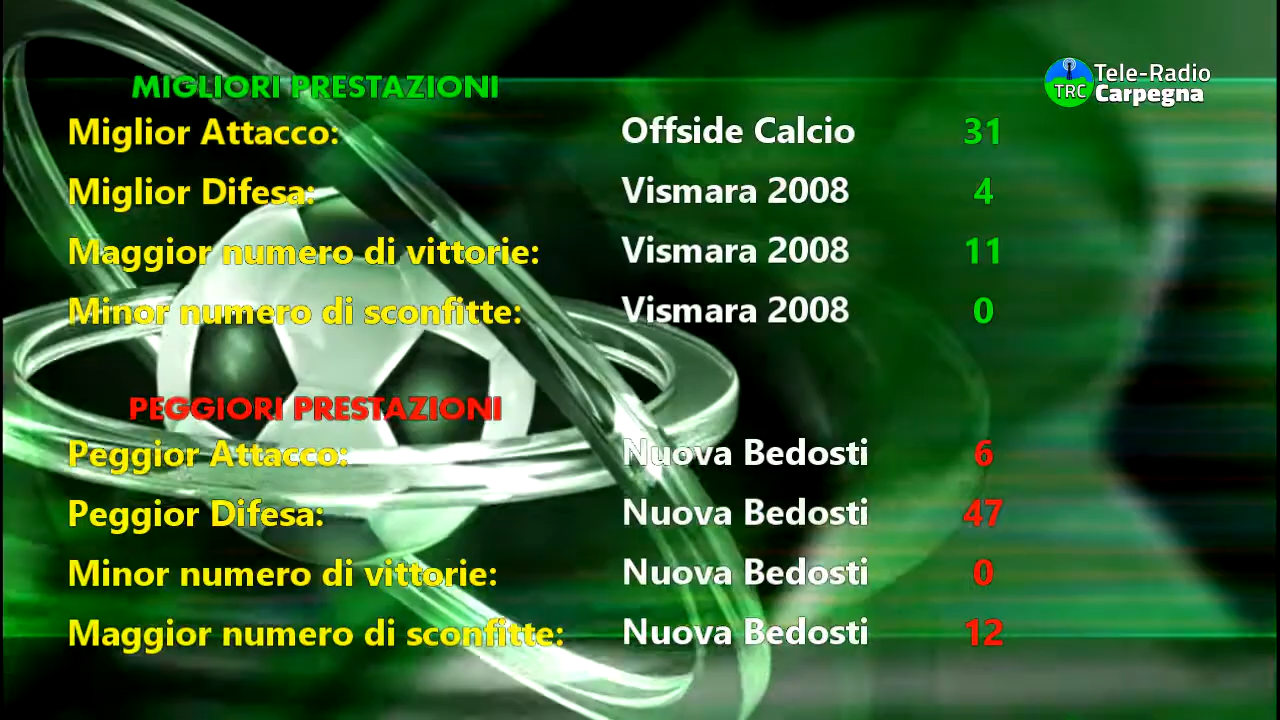 MIGLIORI PRESTAZIONI
TRC Tele-Radio
Carpegna
Miglior Attacco: Offside Calcio 31
Miglior Difesa: Vismara 2008 4
Maggior numero di vittorie: Vismara 2008 11
Minor numero di sconfitte: Vismara 2008 0
PEGGIORI PRESTAZIONI
Peggior Attacco: Nuova Bedosti 6
Peggior Difesa: Nuova Bedosti 47
Minor numero di vittorie: Nuova Bedosti 0
Maggior numero di sconfitte: Nuova Bedosti 12